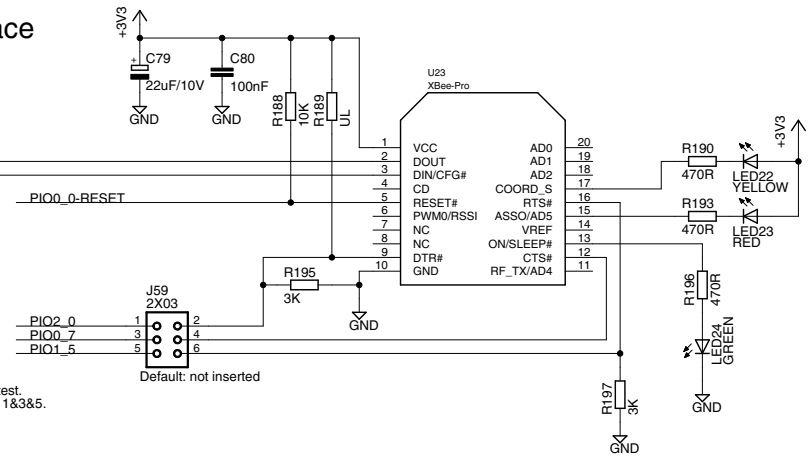 ace
+3V3
C79
22uF/10V
GND
C80
100nF
GND
R188
10K
R189
UL
U23
XBee-Pro
1 VCC
2 DOUT
3 DIN/CFG#
4 CD
5 RESET#
6 PWM0/RSSI
7 NC
8 NC
9 DTR#
10 GND
AD0 20
AD1 19
AD2 18
COORD_S 17
RTS# 16
ASSO/AD5 15
VREF 14
ON/SLEEP# 13
CTS# 12
RF_TX/AD4 11
+3V3
R190
470R
LED22
YELLOW
R193
470R
LED23
RED
R196
470R
LED24
GREEN
GND
PIO0_0-RESET
R195
3K
GND
J59
2X03
PIO2_0 1 2
PIO0_7 3 4
PIO1_5 5 6
Default: not inserted
R197
3K
GND
test.
1&3&5.